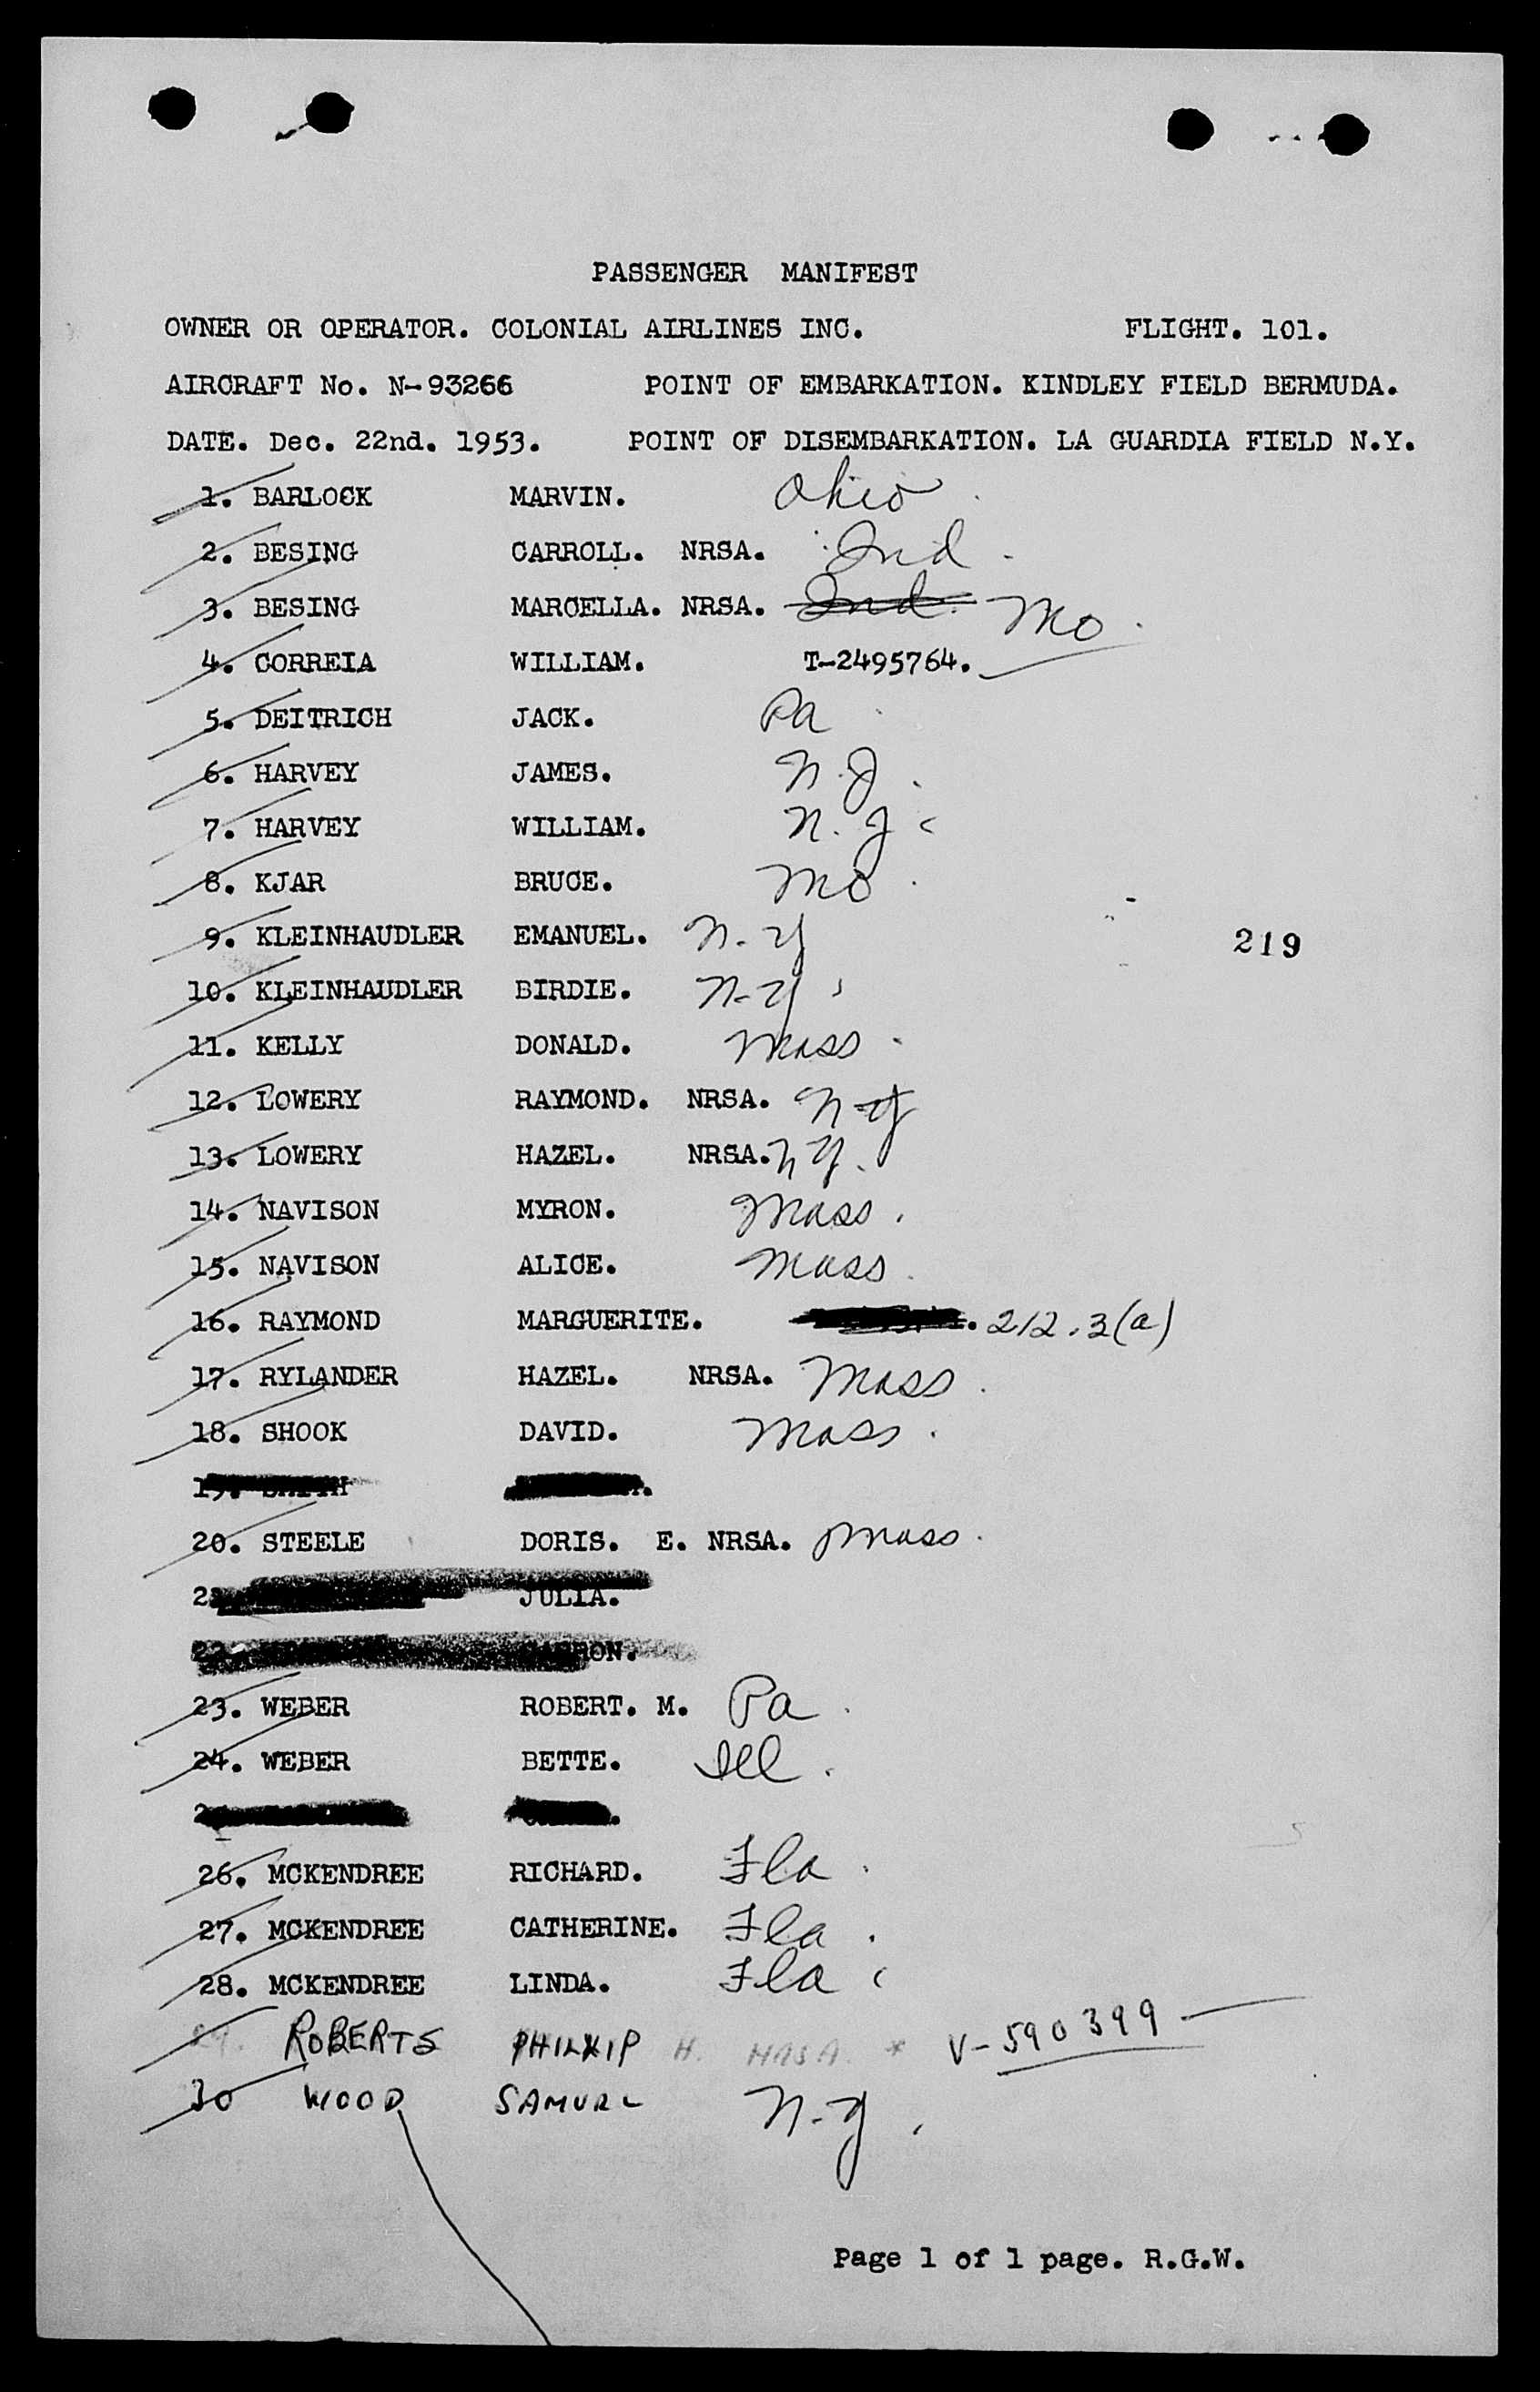 PASSENGER MANIFEST
OWNER OR OPERATOR. COLONIAL AIRLINES INC. FLIGHT. 101.
AIRCRAFT No. N-93266 POINT OF EMBARKATION. KINDLEY FIELD BERMUDA.
DATE. Dec. 22nd. 1953. POINT OF DISEMBARKATION. LA GUARDIA FIELD N.Y.
1. BARLOCK MARVIN. Ohio
2. BESING CARROLL. NRSA. Ind
3. BESING MARCELLA. NRSA. Ind. Mo
4. CORREIA WILLIAM. T-2495764.
5. DEITRICH JACK. Pa
6. HARVEY JAMES. N.J.
7. HARVEY WILLIAM. N.J
8. KJAR BRUCE. Mo
9. KLEINHAUDLER EMANUEL. N-Y 219
10. KLEINHAUDLER BIRDIE. N-Y
11. KELLY DONALD. Mass
12. LOWERY RAYMOND. NRSA. N-Y
13. LOWERY HAZEL. NRSA. NY.
14. NAVISON MYRON. Mass.
15. NAVISON ALICE. Mass
16. RAYMOND MARGUERITE. 212.3(a)
17. RYLANDER HAZEL. NRSA. Mass
18. SHOOK DAVID. Mass.
19.
20. STEELE DORIS. E. NRSA. Mass
JULIA.
22.
23. WEBER ROBERT. M. Pa
24. WEBER BETTE. Ill.
26. MCKENDREE RICHARD. Fla
27. MCKENDREE CATHERINE. Fla.
28. MCKENDREE LINDA. Fla
29. ROBERTS PHILLIP H. V-590399
30 WOOD SAMUEL N-Y
Page 1 of 1 page. R.G.W.